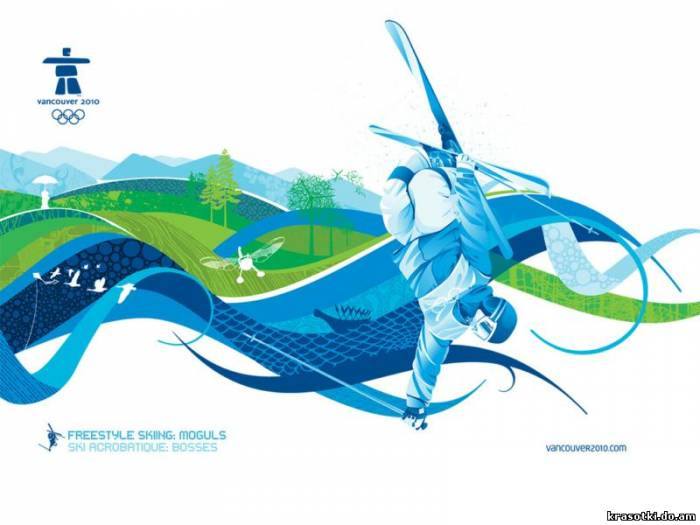 vancouver 2010
FREESTYLE SKIING: MOGULS
SKI ACROBATIQUE: BOSSES
vancouver2010.com
krasotki.do.am